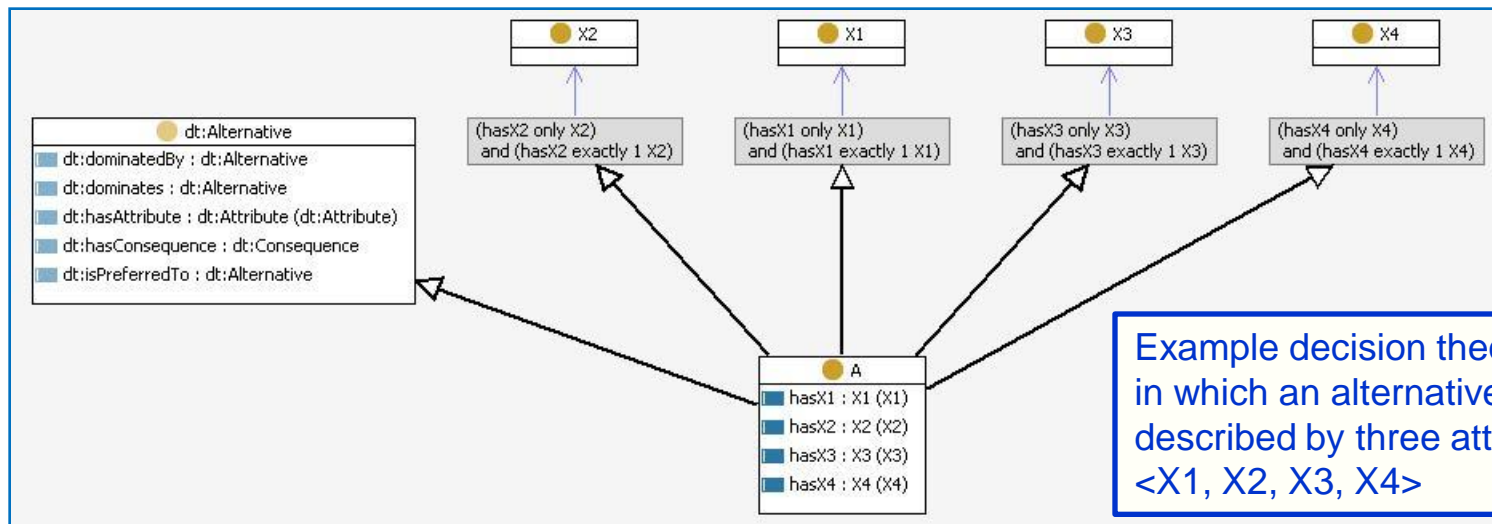 X2
X1
X3
X4
(hasX2 only X2)
and (hasX2 exactly 1 X2)
(hasX1 only X1)
and (hasX1 exactly 1 X1)
(hasX3 only X3)
and (hasX3 exactly 1 X3)
(hasX4 only X4)
and (hasX4 exactly 1 X4)
dt:Alternative
dt:dominatedBy : dt:Alternative
dt:dominates : dt:Alternative
dt:hasAttribute : dt:Attribute (dt:Attribute)
dt:hasConsequence : dt:Consequence
dt:isPreferredTo : dt:Alternative
A
hasX1 : X1 (X1)
hasX2 : X2 (X2)
hasX3 : X3 (X3)
hasX4 : X4 (X4)
Example decision
in which an alternative
described by three
<X1, X2, X3, X4>